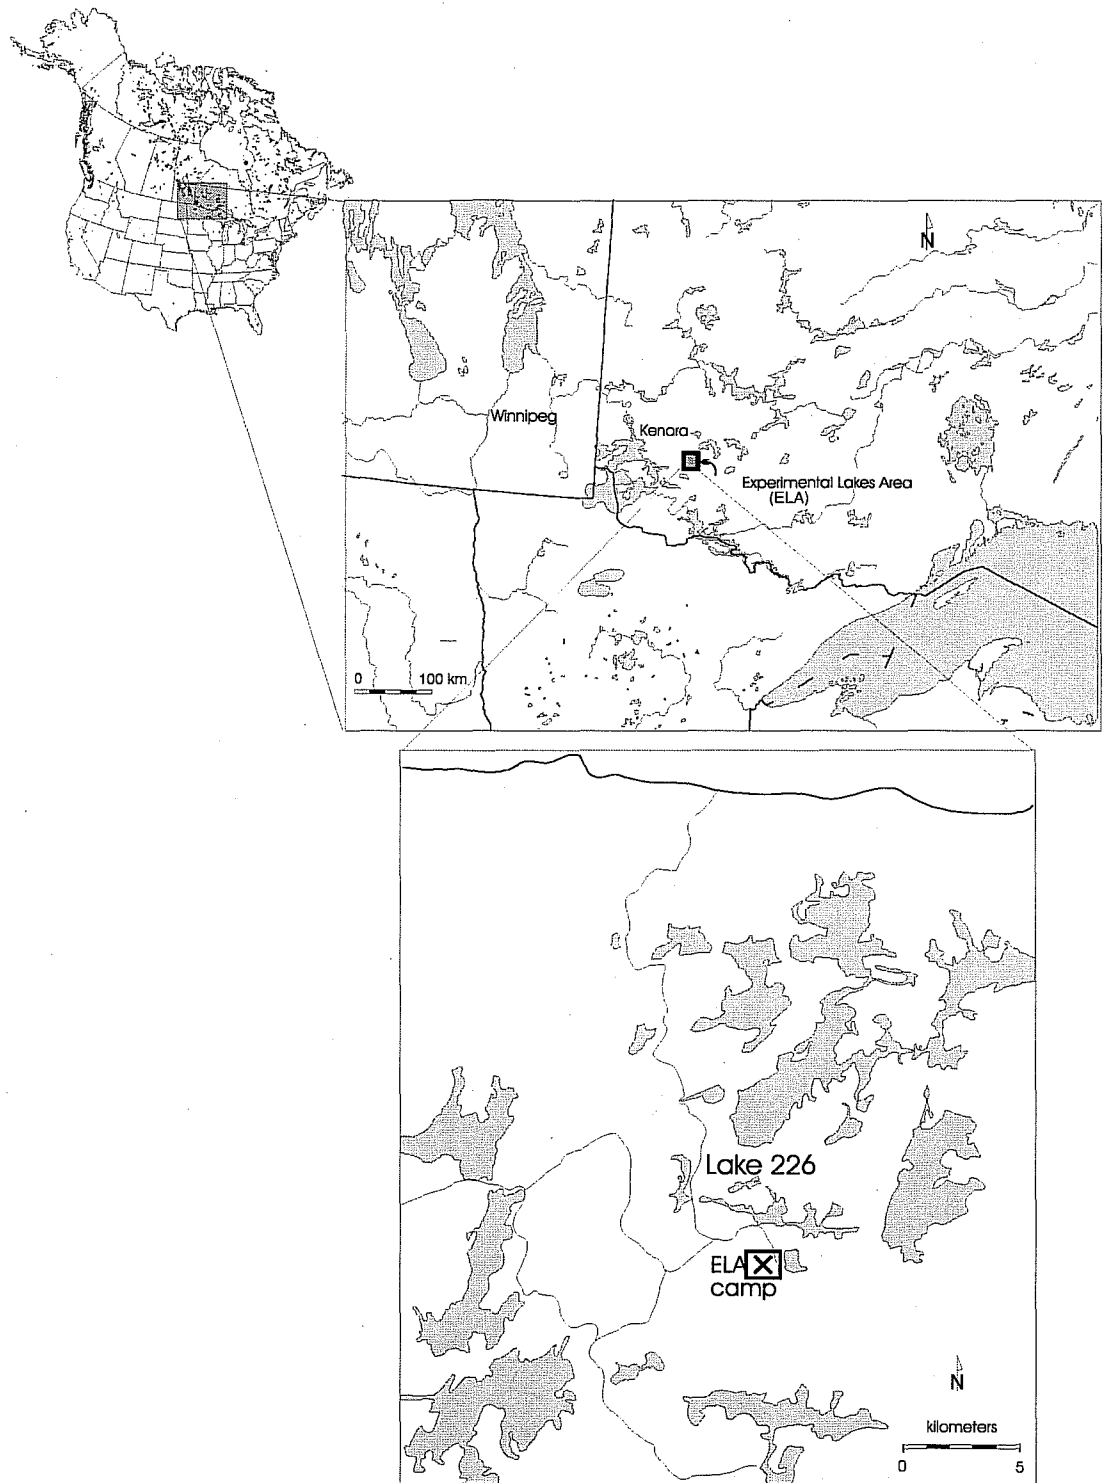 N
Winnipeg
Kenora
Experimental Lakes Area
(ELA)
0 100 km
Lake 226
ELA
camp
N
kilometers
0 5